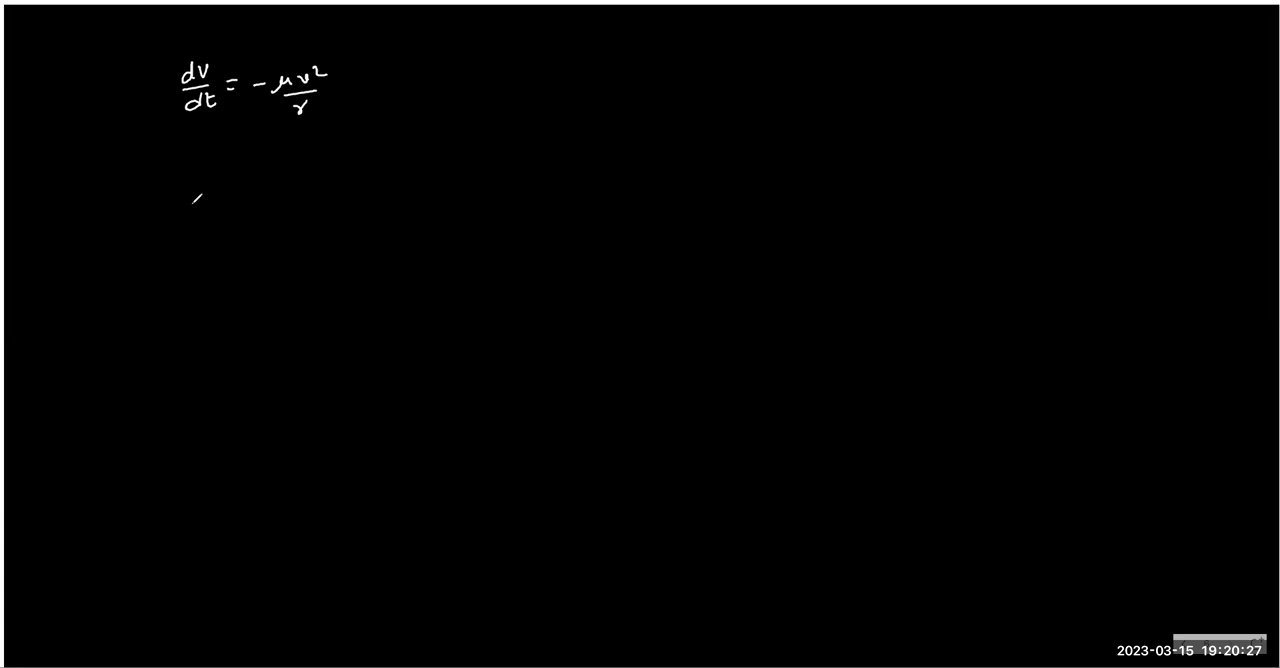 dv/dt = - μv²/r
2023-03-15 19:20:27